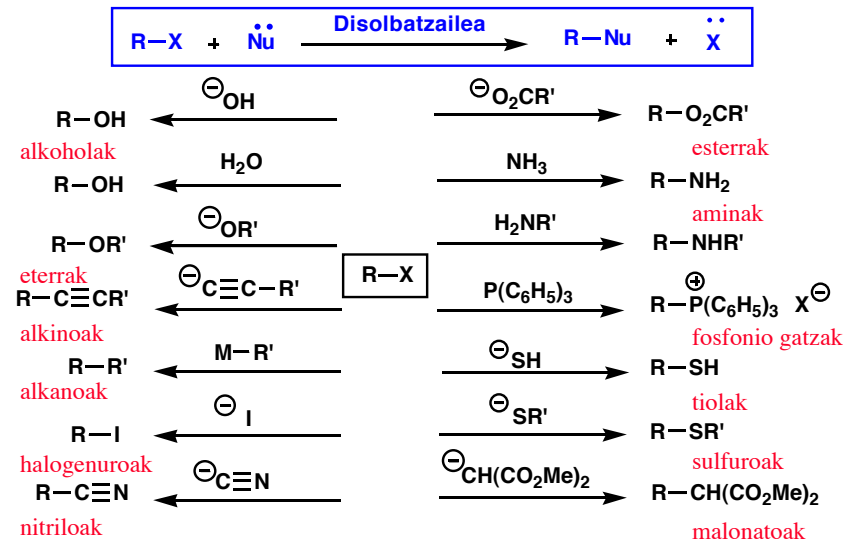 Disolbatzailea
R—X + Nu R—Nu + X
⊖OH
R—OH
alkoholak
H₂O
R—OH
⊖OR'
R—OR'
eterrak
⊖C≡C—R'
R—C≡CR'
alkinoak
M—R'
R—R'
alkanoak
⊖I
R—I
halogenuroak
⊖C≡N
R—C≡N
nitriloak
R—X
⊖O₂CR'
R—O₂CR'
esterrak
NH₃
R—NH₂
aminak
H₂NR'
R—NHR'
P(C₆H₅)₃
⊕
R—P(C₆H₅)₃ X⊖
fosfonio gatzak
⊖SH
R—SH
tiolak
⊖SR'
R—SR'
sulfuroak
⊖CH(CO₂Me)₂
R—CH(CO₂Me)₂
malonatoak